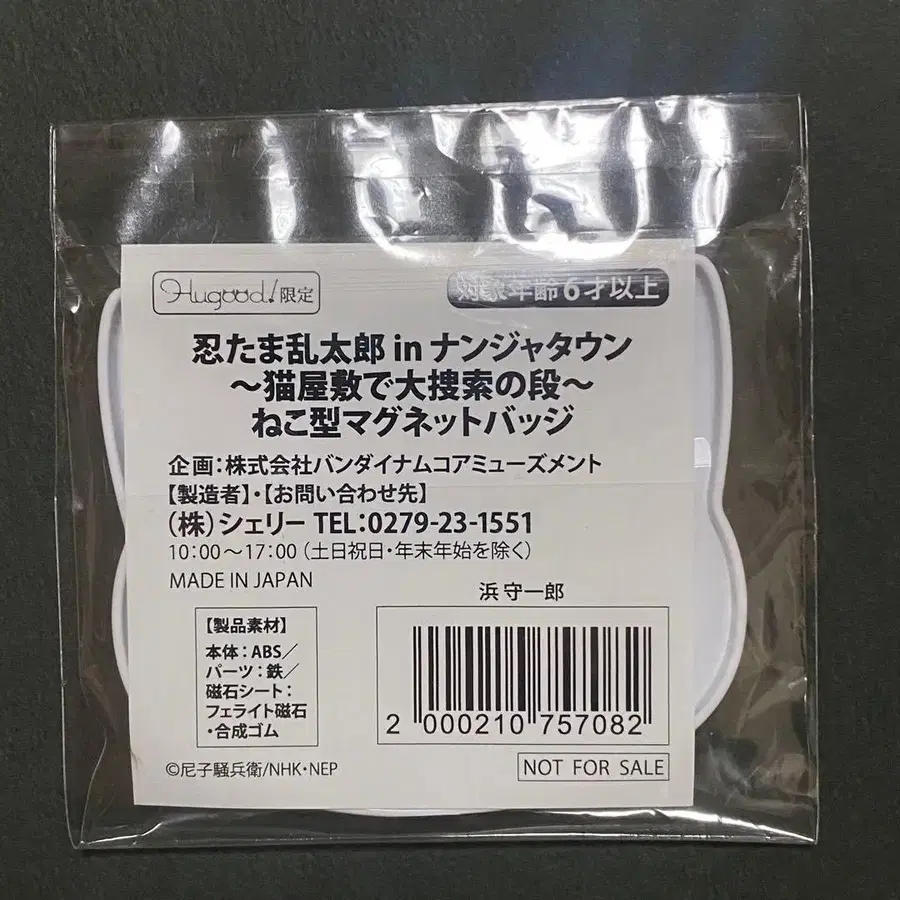 Hugood!限定
対象年齢6才以上
忍たま乱太郎 in ナンジャタウン
～猫屋敷で大捜索の段～
ねこ型マグネットバッジ
企画：株式会社バンダイナムコアミューズメント
【製造者】・【お問い合わせ先】
（株）シェリー TEL：0279-23-1551
10：00～17：00（土日祝日・年末年始を除く）
MADE IN JAPAN
浜 守一郎
【製品素材】
本体：ABS／
パーツ：鉄／
磁石シート：
フェライト磁石
・合成ゴム
2 000210 757082
©尼子騒兵衛/NHK・NEP
NOT FOR SALE